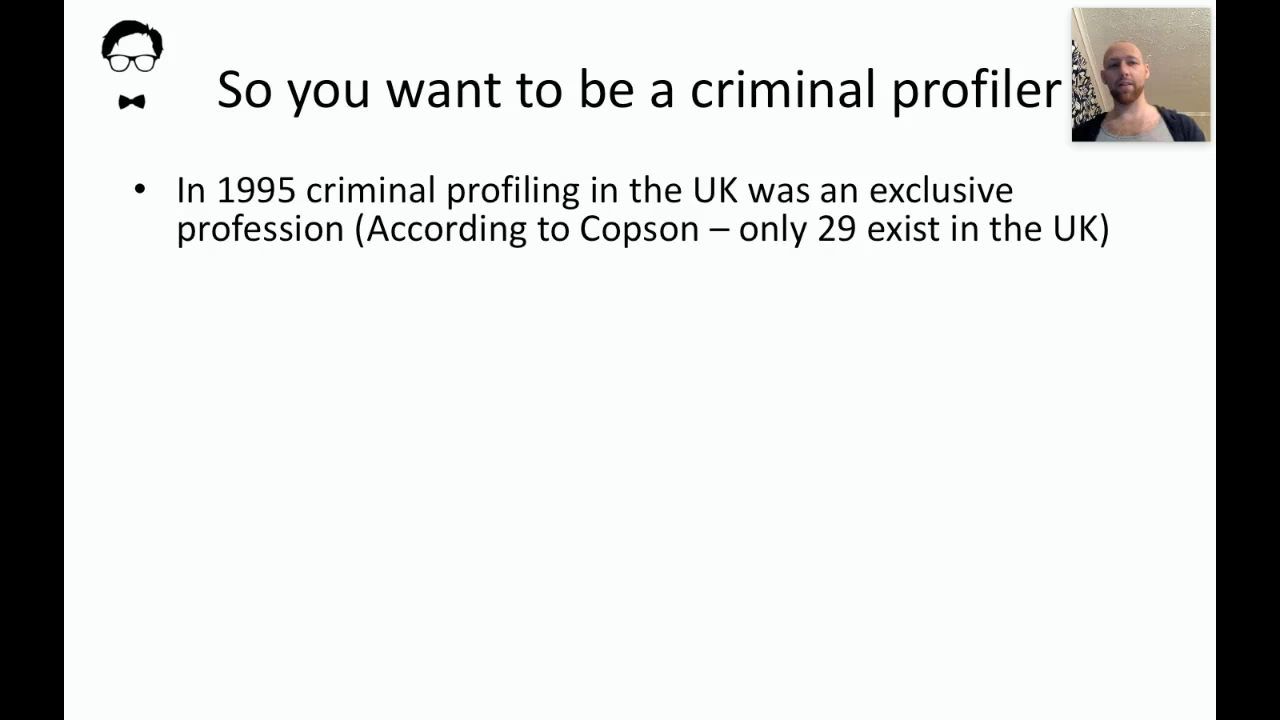 So you want to be a criminal profiler
• In 1995 criminal profiling in the UK was an exclusive
profession (According to Copson – only 29 exist in the UK)